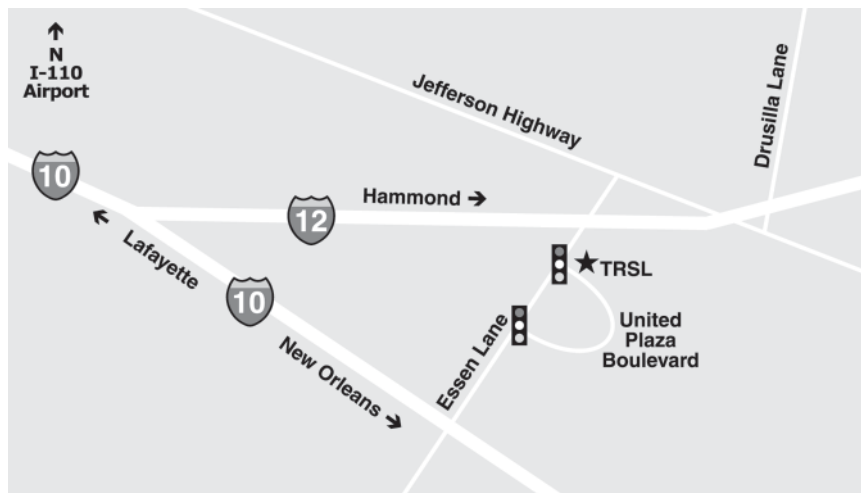 N
I-110
Airport
Jefferson Highway
Drusilla Lane
10
Hammond
12
Lafayette
TRSL
10
United
Plaza
Boulevard
Essen Lane
New Orleans